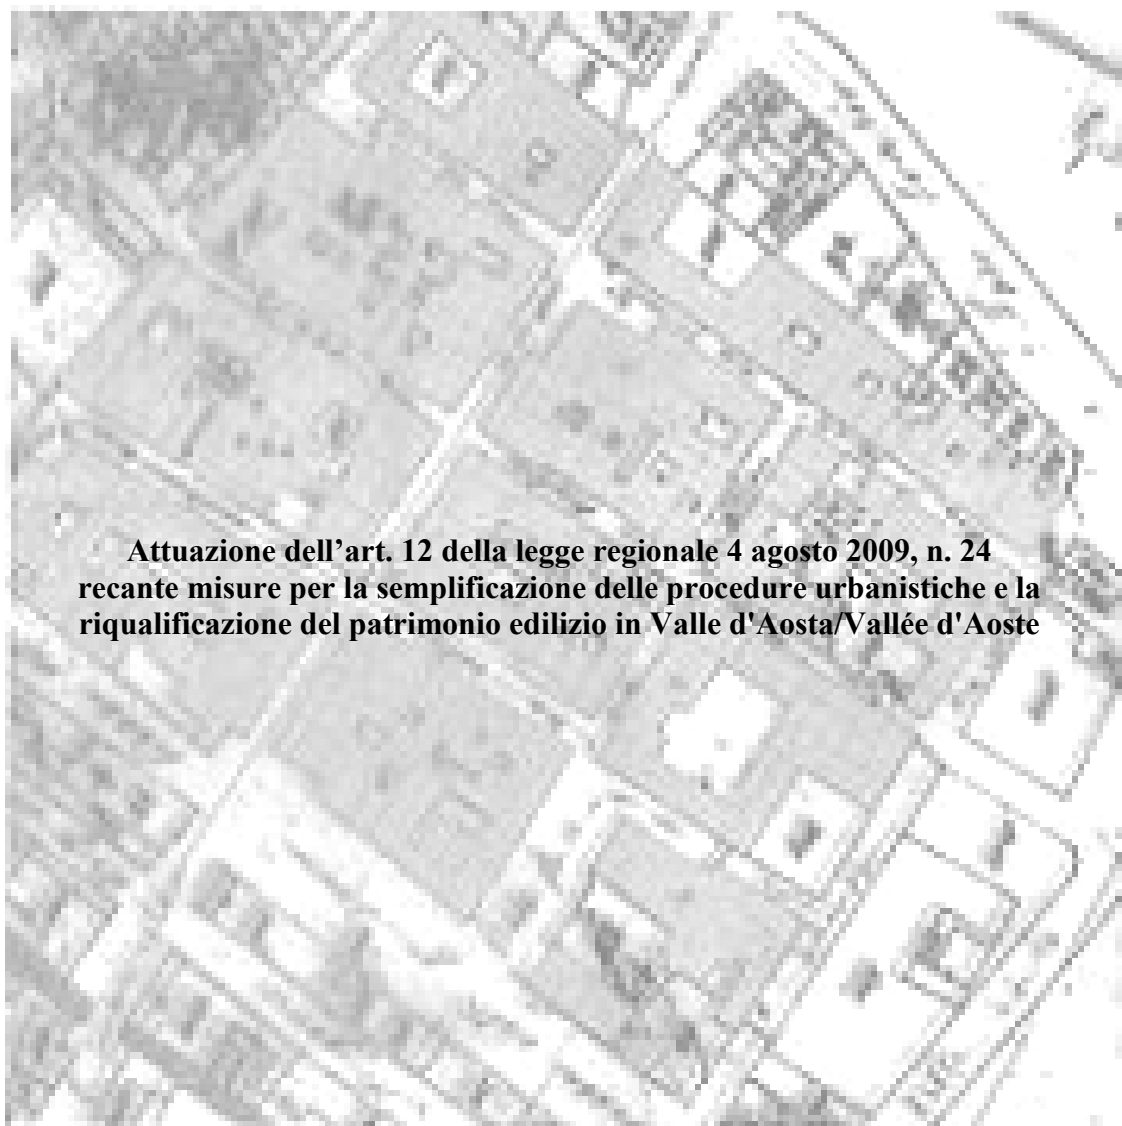 Attuazione dell’art. 12 della legge regionale 4 agosto 2009, n. 24
recante misure per la semplificazione delle procedure urbanistiche e la
riqualificazione del patrimonio edilizio in Valle d'Aosta/Vallée d'Aoste